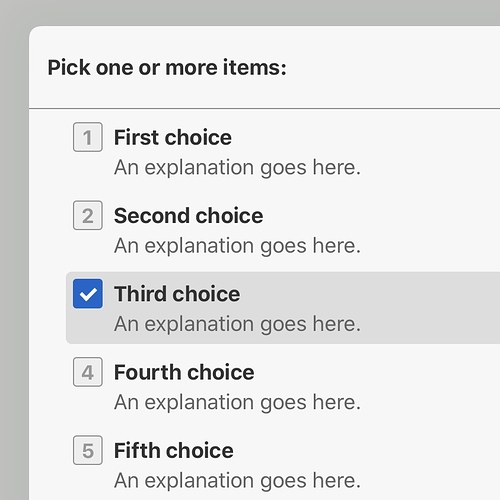 Pick one or more items:
1 First choice
An explanation goes here.
2 Second choice
An explanation goes here.
Third choice
An explanation goes here.
4 Fourth choice
An explanation goes here.
5 Fifth choice
An explanation goes here.